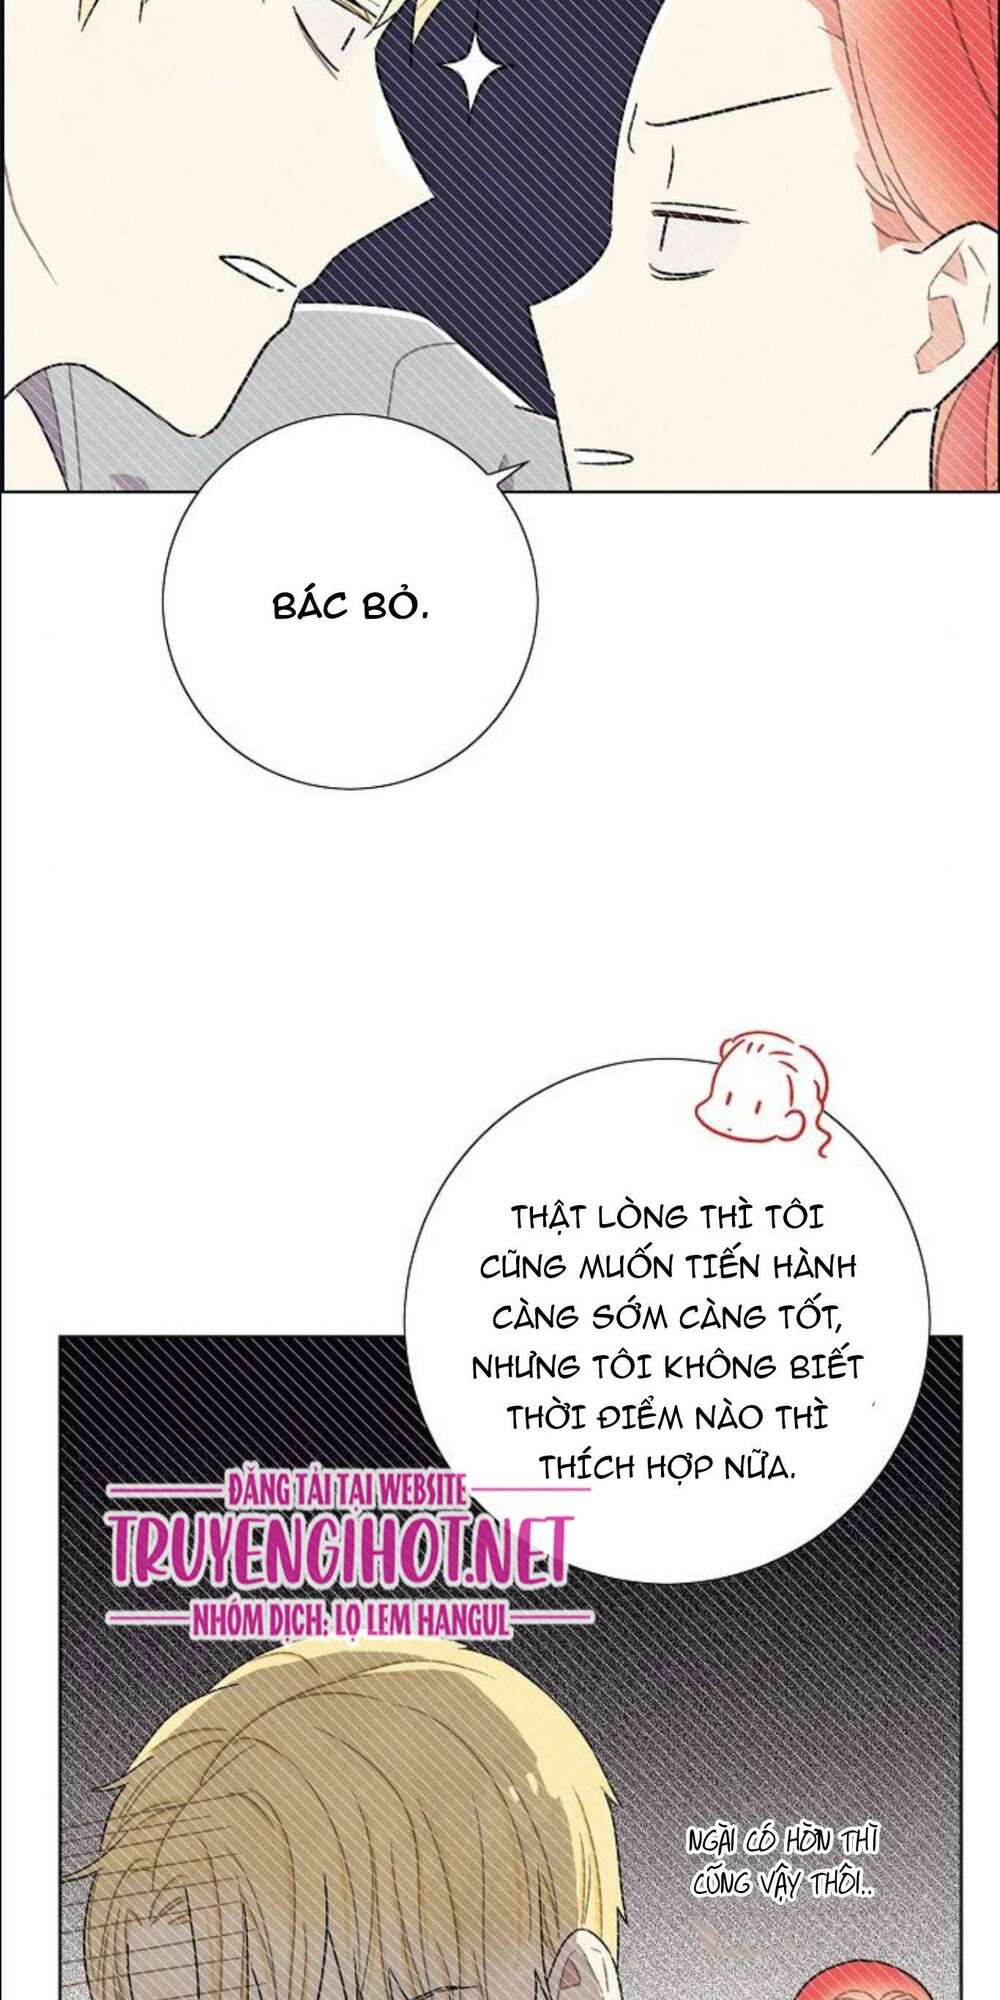 BÁC BỎ.
THẬT LÒNG THÌ TÔI
CŨNG MUỐN TIẾN HÀNH
CÀNG SỚM CÀNG TỐT,
NHƯNG TÔI KHÔNG BIẾT
THỜI ĐIỂM NÀO THÌ
THÍCH HỢP NỮA.
ĐĂNG TẢI TẠI WEBSITE
TRUYENGIHOT.NET
NHÓM DỊCH: LỌ LEM HANGUL
NGÀI CÓ HỜN THÌ
CŨNG VẬY THÔI..